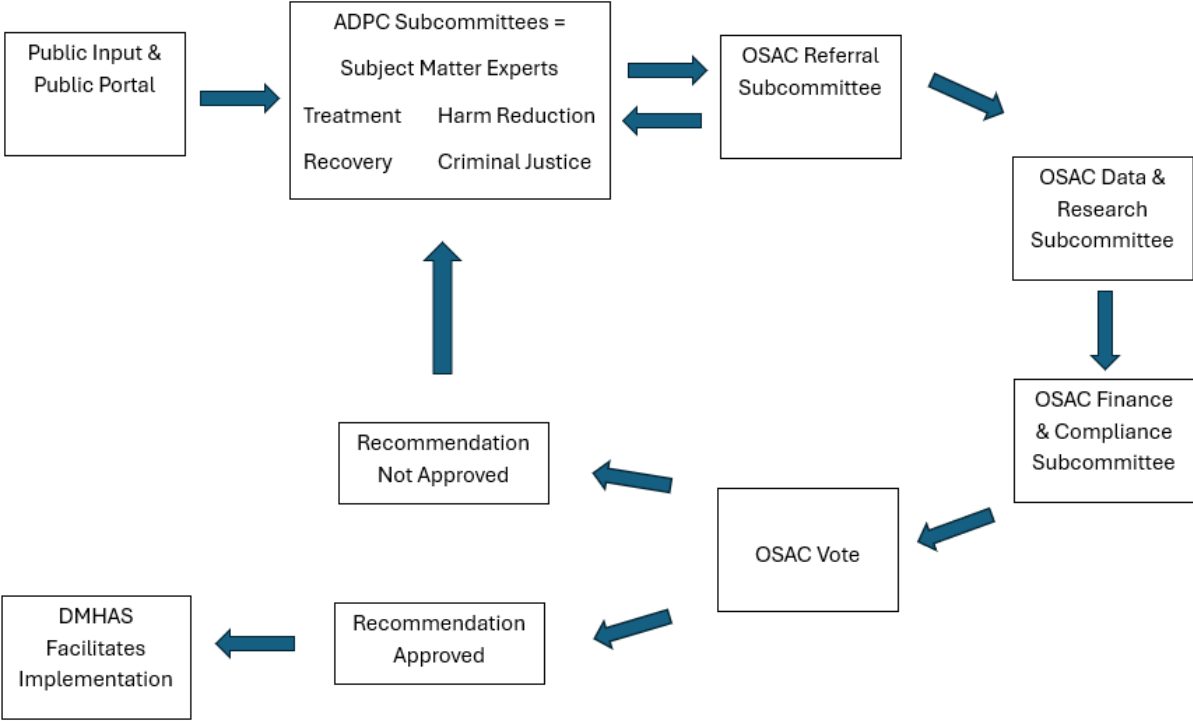 Public Input &
Public Portal
ADPC Subcommittees =
Subject Matter Experts
Treatment Harm Reduction
Recovery Criminal Justice
OSAC Referral
Subcommittee
OSAC Data &
Research
Subcommittee
OSAC Finance
& Compliance
Subcommittee
OSAC Vote
Recommendation
Not Approved
Recommendation
Approved
DMHAS
Facilitates
Implementation